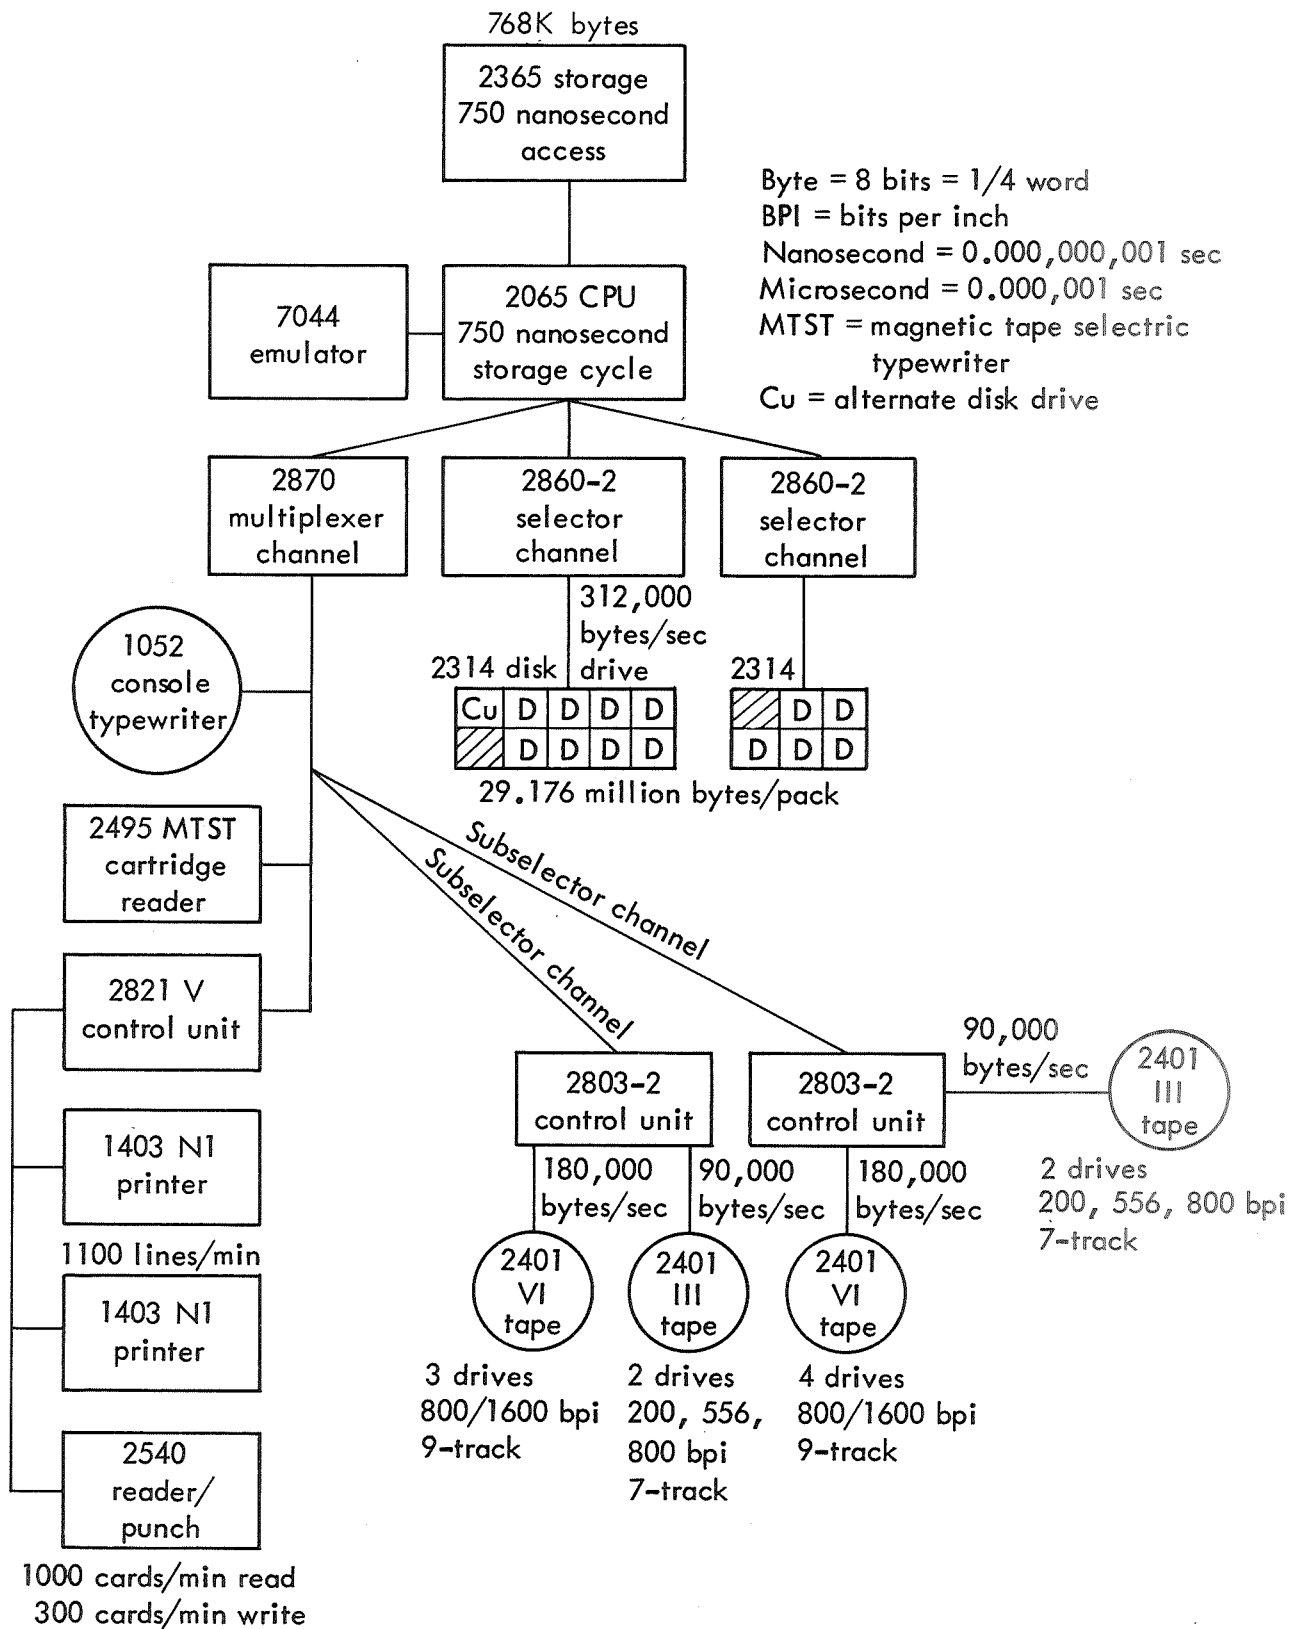 768K bytes
2365 storage
750 nanosecond
access
Byte = 8 bits = 1/4 word
BPI = bits per inch
Nanosecond = 0.000,000,001 sec
Microsecond = 0.000,001 sec
MTST = magnetic tape selectric
typewriter
Cu = alternate disk drive
7044
emulator
2065 CPU
750 nanosecond
storage cycle
2870
multiplexer
channel
2860-2
selector
channel
2860-2
selector
channel
312,000
bytes/sec
2314 disk drive
Cu D D D D
D D D D
2314
D D
D D D
29.176 million bytes/pack
1052
console
typewriter
2495 MTST
cartridge
reader
2821 V
control unit
1403 N1
printer
1100 lines/min
1403 N1
printer
2540
reader/
punch
1000 cards/min read
300 cards/min write
Subselector channel
Subselector channel
2803-2
control unit
2803-2
control unit
90,000
bytes/sec
2401
III
tape
2 drives
200, 556, 800 bpi
7-track
180,000
bytes/sec
90,000
bytes/sec
180,000
bytes/sec
2401
VI
tape
3 drives
800/1600 bpi
9-track
2401
III
tape
2 drives
200, 556,
800 bpi
7-track
2401
VI
tape
4 drives
800/1600 bpi
9-track